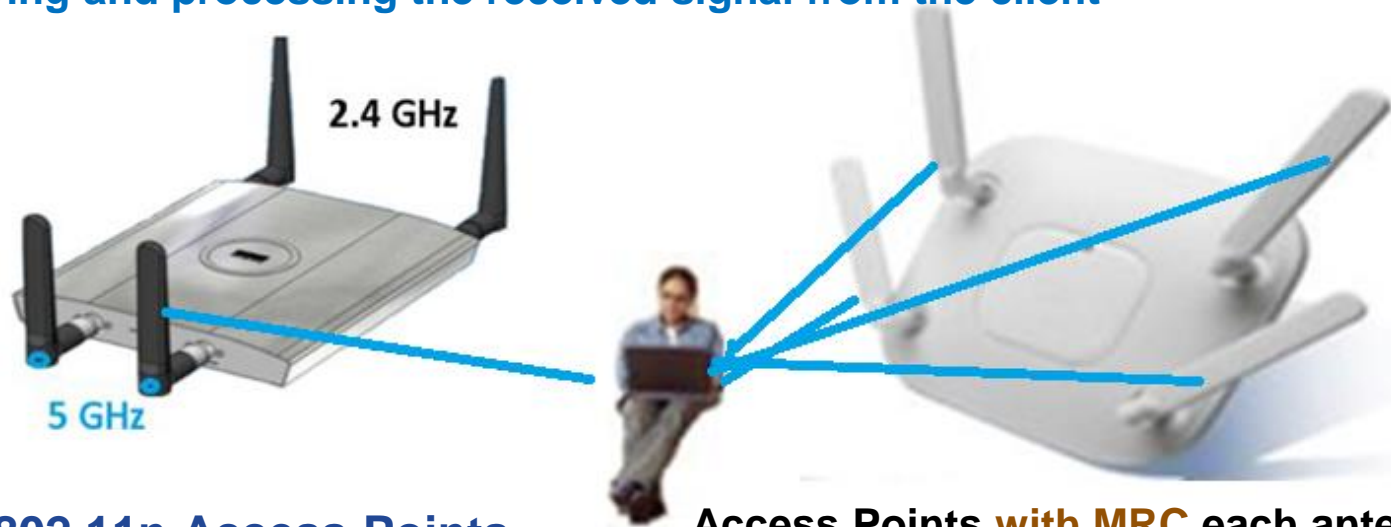 ing and processing the received signal from the client
2.4 GHz
5 GHz
802.11n Access Points
Access Points with MRC each ante